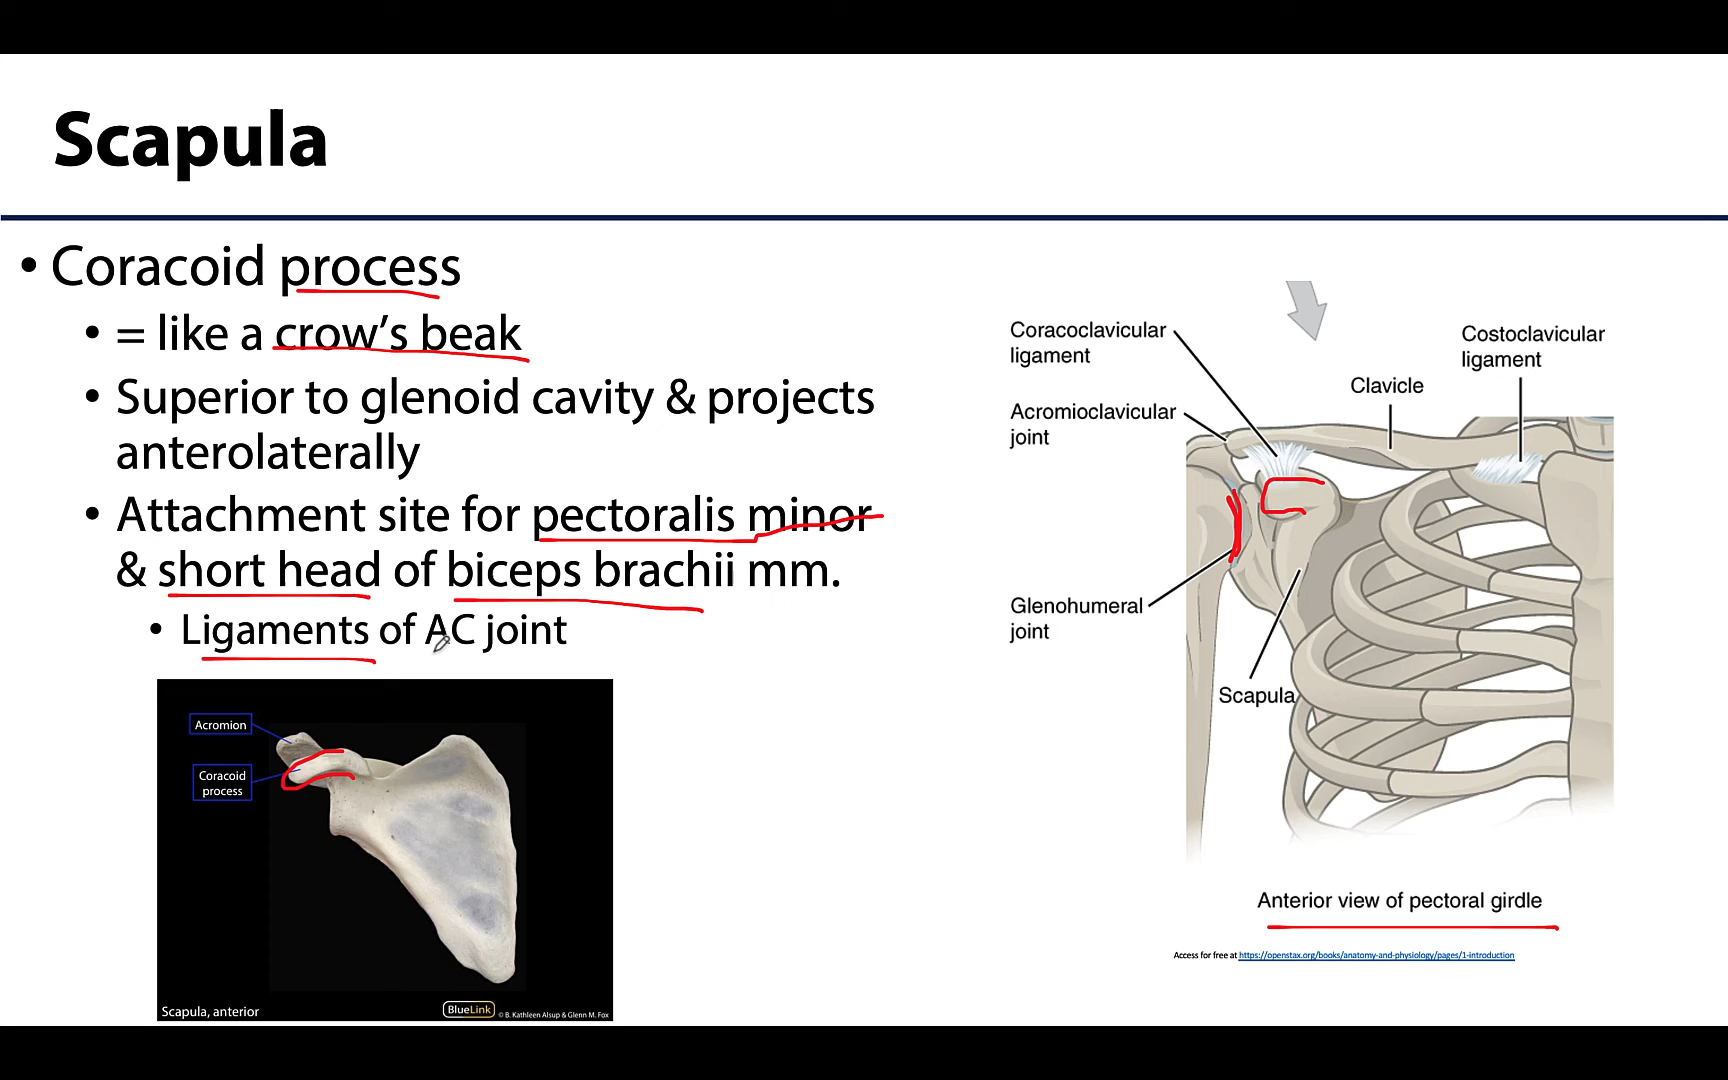 Scapula
• Coracoid process
• = like a crow's beak
• Superior to glenoid cavity & projects
anterolaterally
• Attachment site for pectoralis minor
& short head of biceps brachii mm.
• Ligaments of AC joint
Acromion
Coracoid
process
Scapula, anterior
BlueLink
© B. Kathleen Alsup & Glenn M. Fox
Coracoclavicular
ligament
Costoclavicular
ligament
Clavicle
Acromioclavicular
joint
Glenohumeral
joint
Scapula
Anterior view of pectoral girdle
Access for free at https://openstax.org/books/anatomy-and-physiology/pages/1-introduction